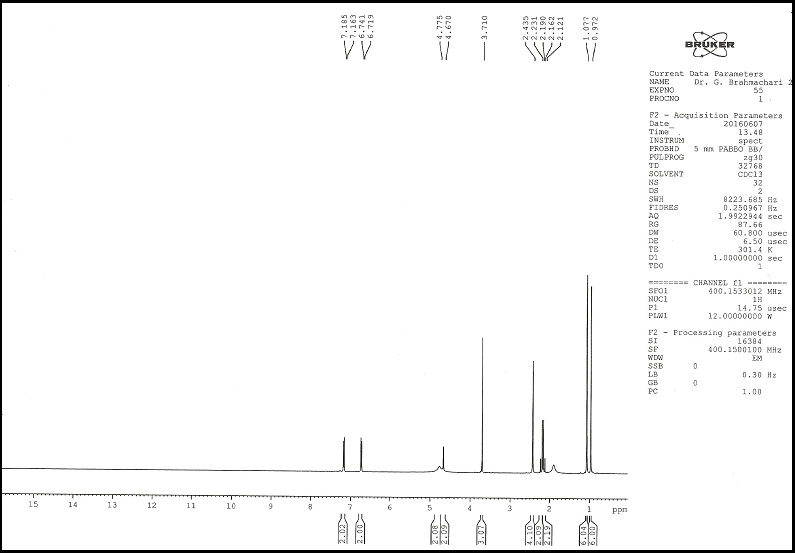 7.185
7.163
6.741
6.719
4.775
4.670
3.710
2.435
2.231
2.190
2.162
2.121
1.077
0.972
BRUKER
Current Data Parameters
NAME Dr. G. Brahmachari 2
EXPNO 55
PROCNO 1
F2 - Acquisition Parameters
Date_ 20160607
Time 13.48
INSTRUM spect
PROBHD 5 mm PABBO BB/
PULPROG zg30
TD 32768
SOLVENT CDCl3
NS 32
DS 2
SWH 8223.685 Hz
FIDRES 0.250967 Hz
AQ 1.9922944 sec
RG 87.66
DW 60.800 usec
DE 6.50 usec
TE 301.4 K
D1 1.00000000 sec
TD0 1
======== CHANNEL f1 ========
SFO1 400.1533012 MHz
NUC1 1H
P1 14.75 usec
PLW1 12.00000000 W
F2 - Processing parameters
SI 16384
SF 400.1500100 MHz
WDW EM
SSB 0
LB 0.30 Hz
GB 0
PC 1.00
15 14 13 12 11 10 9 8 7 6 5 4 3 2 1 ppm
2.02
2.00
2.08
2.09
3.07
4.10
2.09
2.19
6.04
6.00